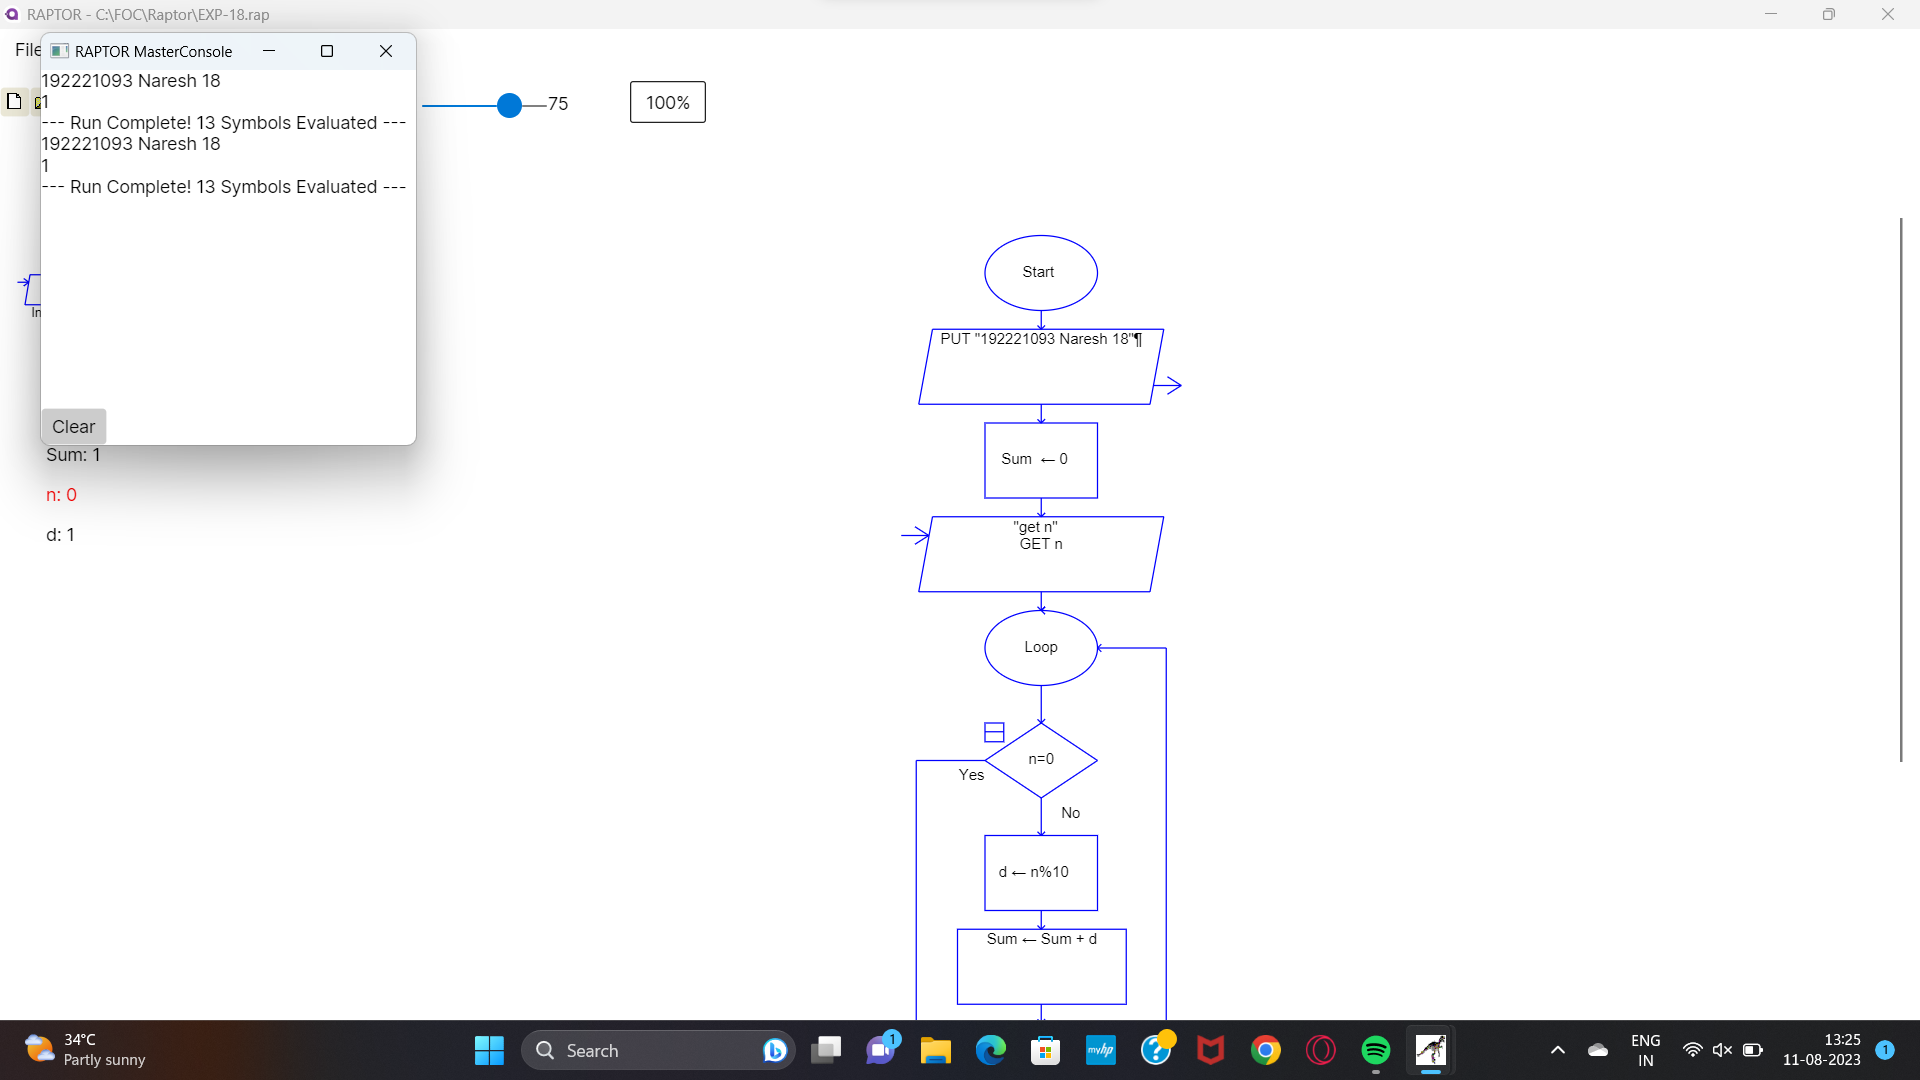 RAPTOR - C:\FOC\Raptor\EXP-18.rap
File
RAPTOR MasterConsole
192221093 Naresh 18
1
--- Run Complete! 13 Symbols Evaluated ---
192221093 Naresh 18
1
--- Run Complete! 13 Symbols Evaluated ---
Clear
75
100%
In
Sum: 1
n: 0
d: 1
Start
PUT "192221093 Naresh 18"¶
Sum ← 0
"get n"
GET n
Loop
n=0
Yes
No
d ← n%10
Sum ← Sum + d
34°C
Partly sunny
Search
1
myhp
?
ENG
IN
13:25
11-08-2023
1